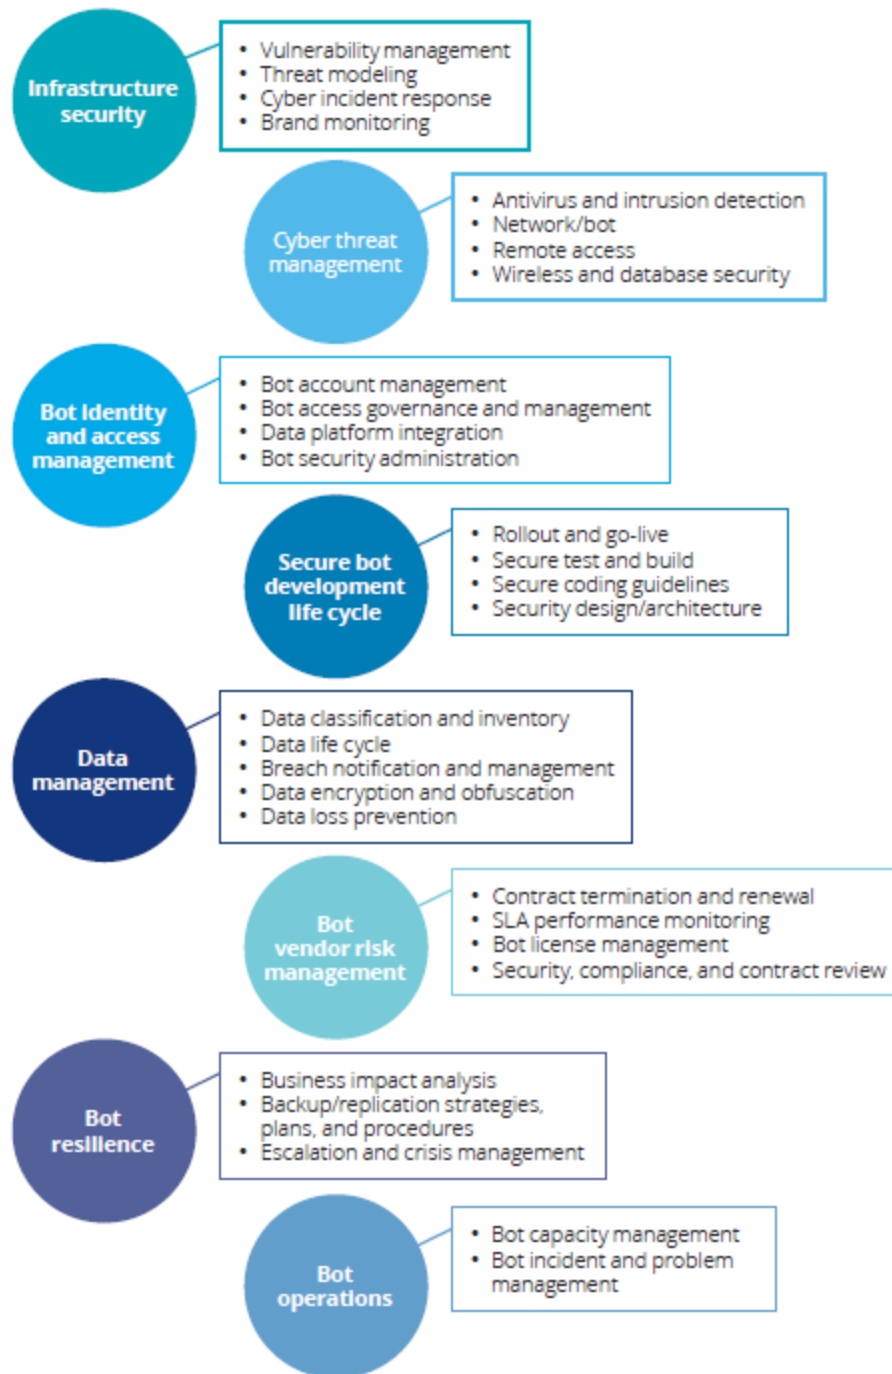 Infrastructure
security
• Vulnerability management
• Threat modeling
• Cyber incident response
• Brand monitoring
Cyber threat
management
• Antivirus and intrusion detection
• Network/bot
• Remote access
• Wireless and database security
Bot identity
and access
management
• Bot account management
• Bot access governance and management
• Data platform integration
• Bot security administration
Secure bot
development
life cycle
• Rollout and go-live
• Secure test and build
• Secure coding guidelines
• Security design/architecture
Data
management
• Data classification and inventory
• Data life cycle
• Breach notification and management
• Data encryption and obfuscation
• Data loss prevention
Bot
vendor risk
management
• Contract termination and renewal
• SLA performance monitoring
• Bot license management
• Security, compliance, and contract review
Bot
resilience
• Business impact analysis
• Backup/replication strategies,
plans, and procedures
• Escalation and crisis management
Bot
operations
• Bot capacity management
• Bot incident and problem
management